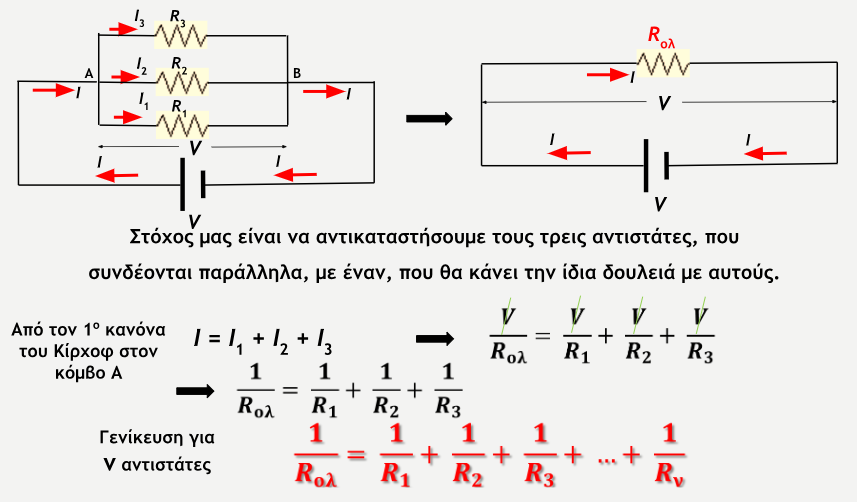 I₃ R₃
A I₂ R₂ B
I I₁ R₁ I
V
I I
V
Rολ
I
V
I I
V
Στόχος μας είναι να αντικαταστήσουμε τους τρεις αντιστάτες, που
συνδέονται παράλληλα, με έναν, που θα κάνει την ίδια δουλειά με αυτούς.
Από τον 1º κανόνα
του Κίρχοφ στον
κόμβο Α
I = I₁ + I₂ + I₃
V/Rολ = V/R₁ + V/R₂ + V/R₃
1/Rολ = 1/R₁ + 1/R₂ + 1/R₃
Γενίκευση για
V αντιστάτες
1/Rολ = 1/R₁ + 1/R₂ + 1/R₃ + ... + 1/Rν